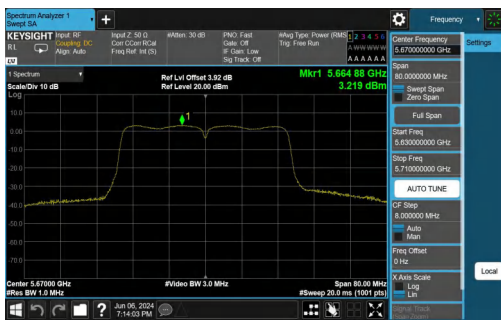 Spectrum Analyzer 1
Swept SA
Frequency
KEYSIGHT
Input: RF
Input Z: 50 Ω
#Atten: 30 dB
PNO: Fast
#Avg Type: Power (RMS
1 2 3 4 5 6
Settings
RL
Coupling: DC
Corr CCorr RCal
Gate: Off
Trig: Free Run
Align: Auto
Freq Ref: Int (S)
IF Gain: Low
Sig Track: Off
A W W W W W
A A A A A A
LVI
1 Spectrum
Scale/Div 10 dB
Log
Ref Lvl Offset 3.92 dB
Ref Level 20.00 dBm
Mkr1 5.664 88 GHz
3.219 dBm
10.0
0.00
-10.0
-20.0
-30.0
-40.0
-50.0
-60.0
-70.0
1
Center 5.67000 GHz
#Res BW 1.0 MHz
#Video BW 3.0 MHz
Span 80.00 MHz
#Sweep 20.0 ms (1001 pts)
Center Frequency
5.670000000 GHz
Span
80.0000000 MHz
Swept Span
Zero Span
Full Span
Start Freq
5.630000000 GHz
Stop Freq
5.710000000 GHz
AUTO TUNE
CF Step
8.000000 MHz
Auto
Man
Freq Offset
0 Hz
X Axis Scale
Log
Lin
Signal Track
Local
?
Jun 06, 2024
7:14:03 PM